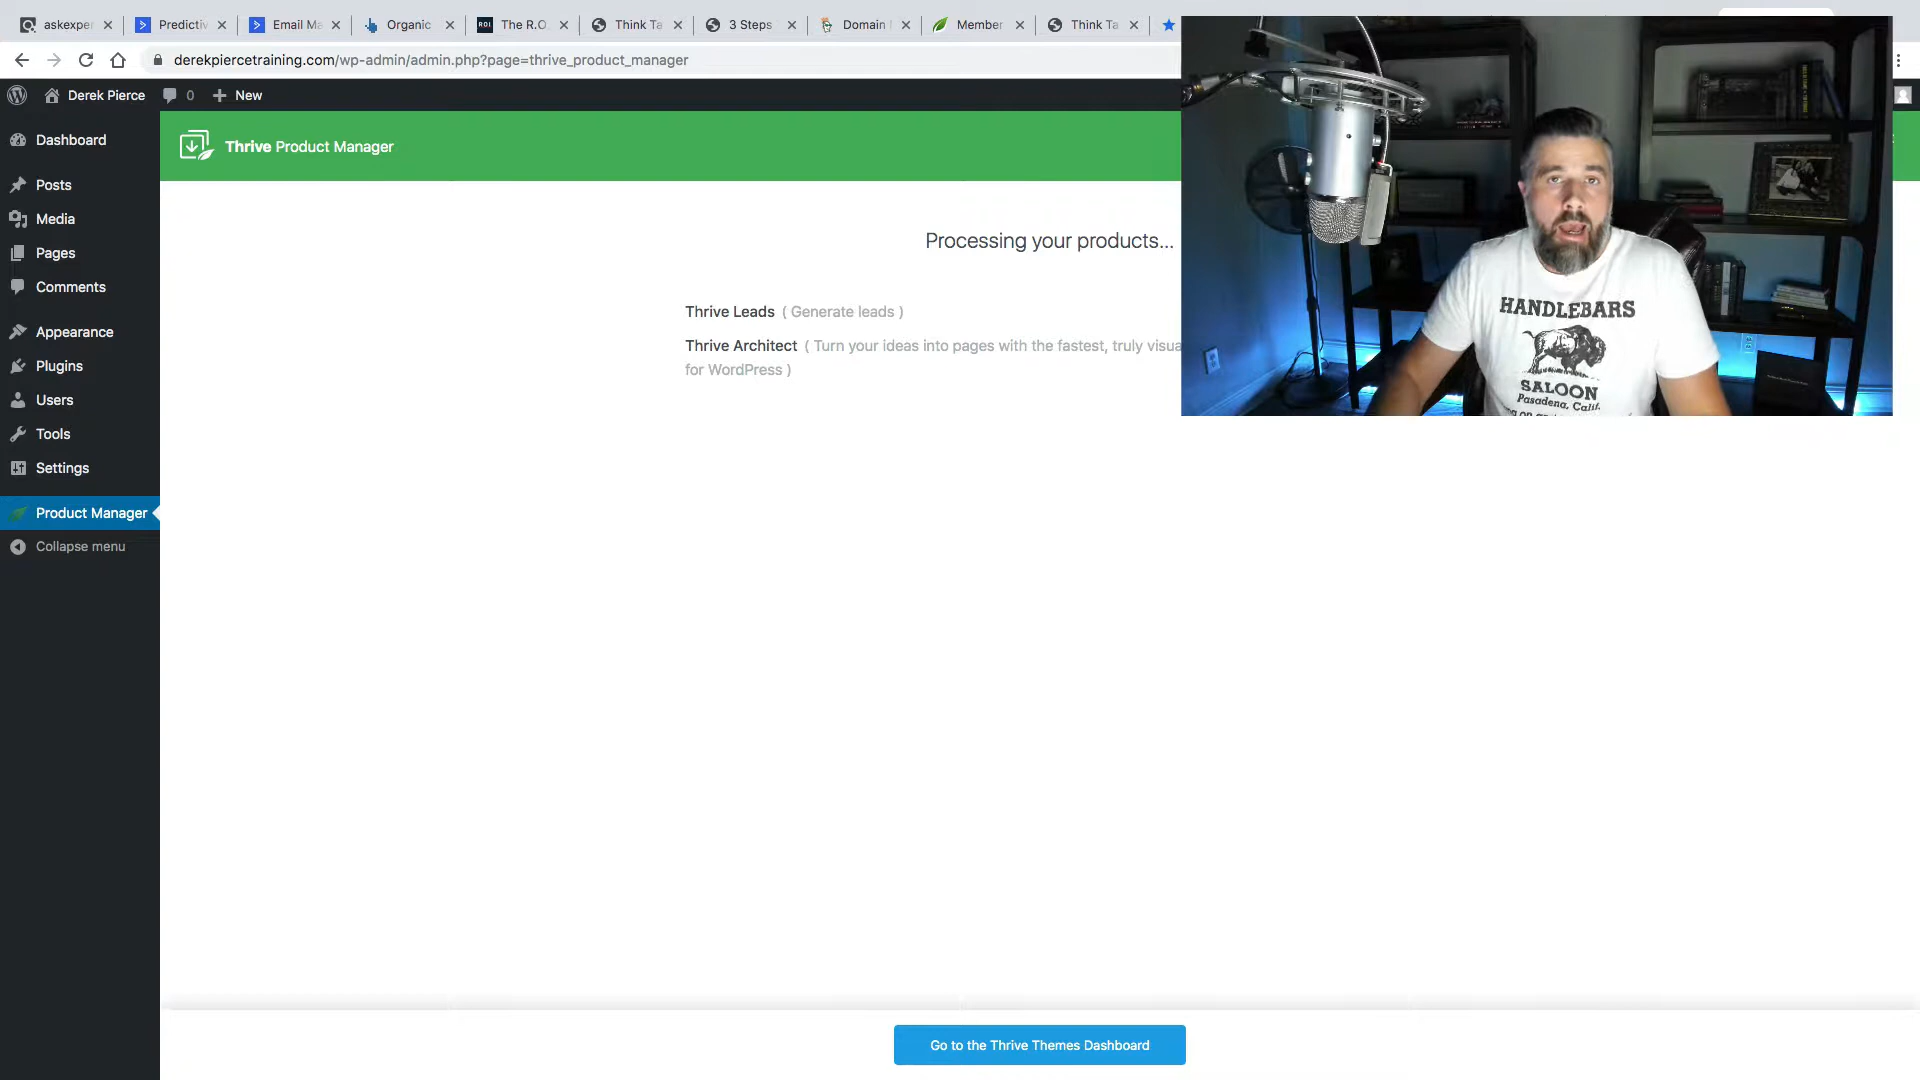 askexper
Predictiv
Email Ma
Organic
ROI
The R.O.
Think Ta
3 Steps
Domain
Member
Think Ta
derekpiercetraining.com/wp-admin/admin.php?page=thrive_product_manager
Derek Pierce
0
New
Dashboard
Posts
Media
Pages
Comments
Appearance
Plugins
Users
Tools
Settings
Product Manager
Collapse menu
Thrive Product Manager
Processing your products...
Thrive Leads ( Generate leads )
Thrive Architect ( Turn your ideas into pages with the fastest, truly visua
for WordPress )
Go to the Thrive Themes Dashboard
HANDLEBARS
SALOON
Pasadena, Calif.